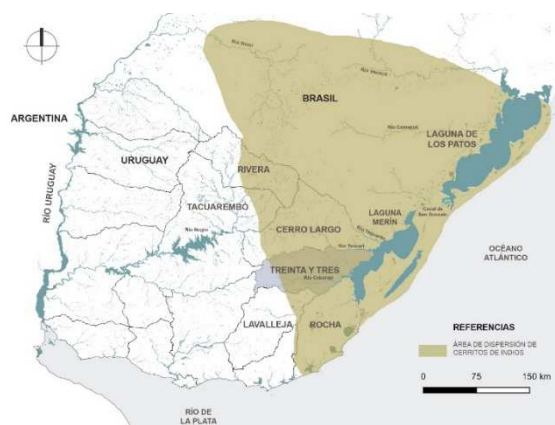 BRASIL
ARGENTINA
LAGUNA DE
LOS PATOS
URUGUAY
RIVERA
RÍO URUGUAY
TACUAREMBÓ
LAGUNA
MERÍN
CERRO LARGO
OCÉANO
ATLÁNTICO
Río Negro
TREINTA Y TRES
Río Cebollatí
LAVALLEJA
ROCHA
REFERENCIAS
ÁREA DE DISPERSIÓN DE
CERRITOS DE INDIOS
0 75 150 km
RÍO DE
LA PLATA